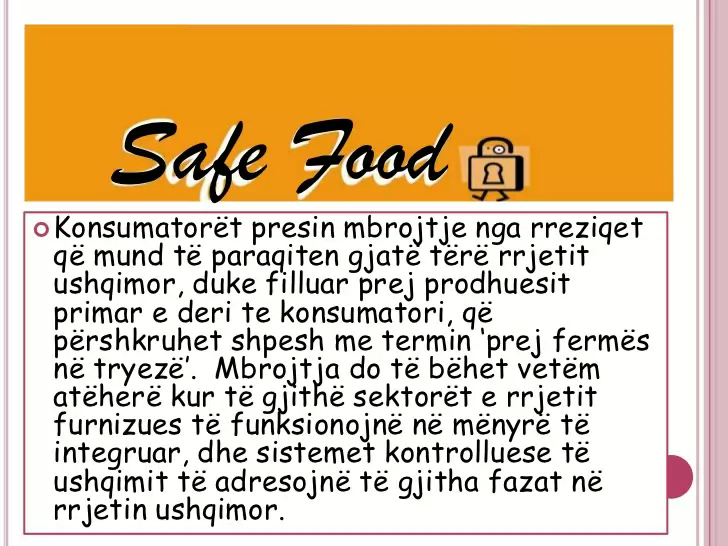 Safe Food
Konsumatorët presin mbrojtje nga rreziqet
që mund të paraqiten gjatë tërë rrjetit
ushqimor, duke filluar prej prodhuesit
primar e deri te konsumatori, që
përshkruhet shpesh me termin ‘prej fermës
në tryezë’.  Mbrojtja do të bëhet vetëm
atëherë kur të gjithë sektorët e rrjetit
furnizues të funksionojnë në mënyrë të
integruar, dhe sistemet kontrolluese të
ushqimit të adresojnë të gjitha fazat në
rrjetin ushqimor.